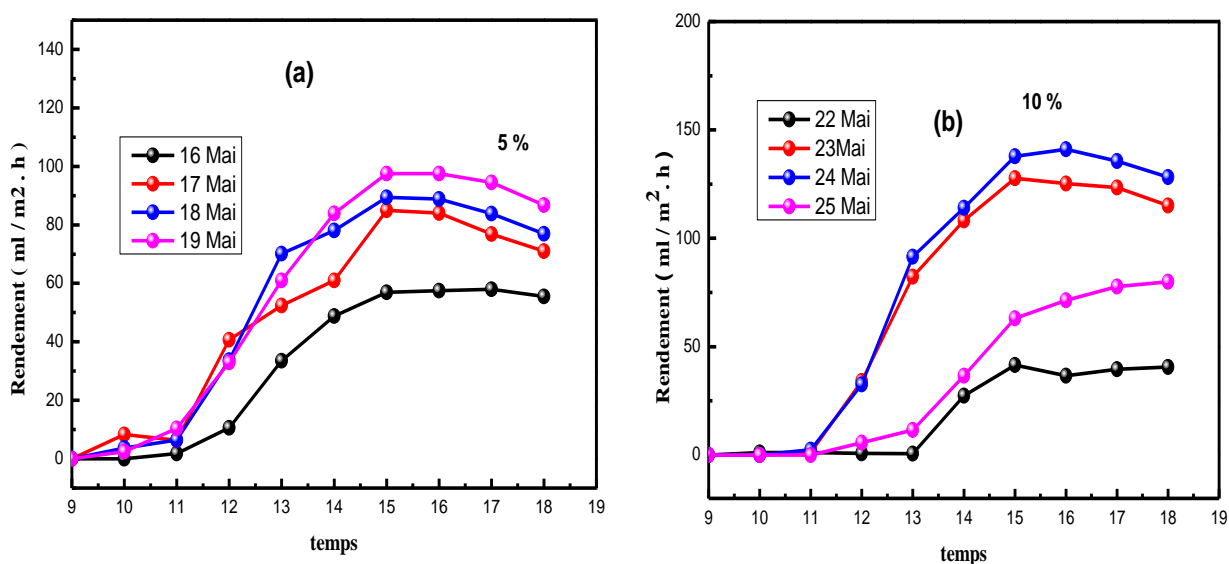 (a)
5 %
16 Mai
17 Mai
18 Mai
19 Mai
140
120
100
80
60
40
20
0
9 10 11 12 13 14 15 16 17 18 19
Rendement ( ml / m2 . h )
temps
(b)
10 %
22 Mai
23Mai
24 Mai
25 Mai
200
150
100
50
0
9 10 11 12 13 14 15 16 17 18 19
Rendement ( ml / m². h )
temps